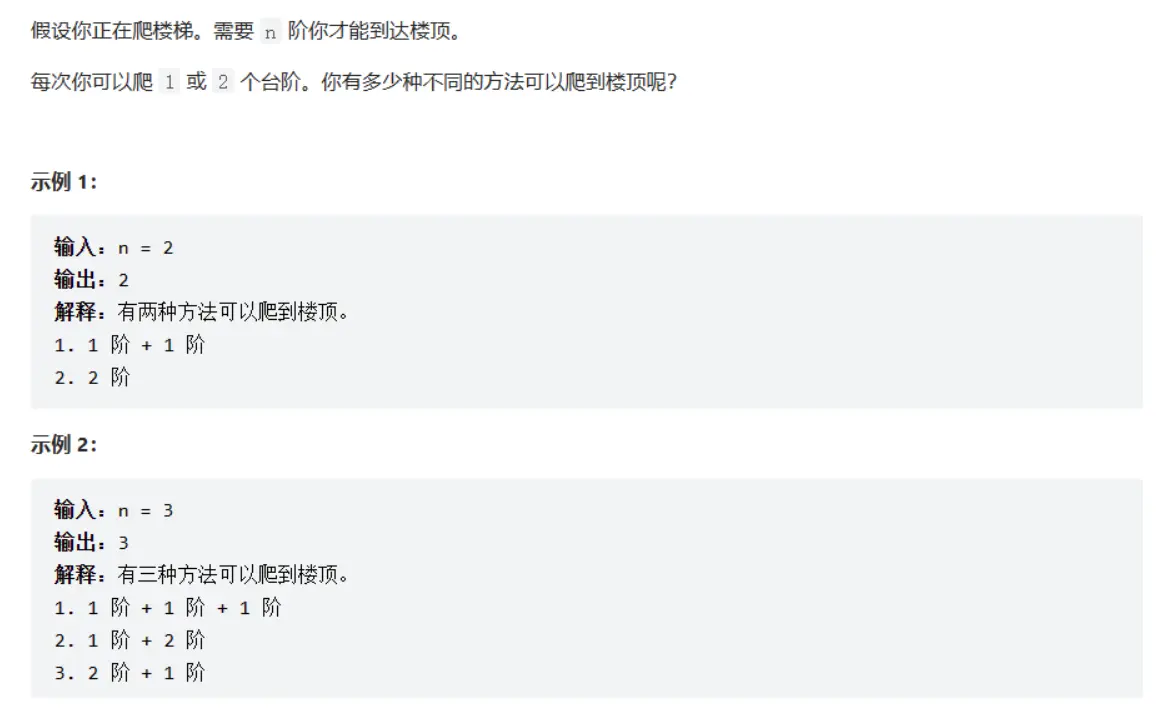 假设你正在爬楼梯。需要 n 阶你才能到达楼顶。
每次你可以爬 1 或 2 个台阶。你有多少种不同的方法可以爬到楼顶呢?
示例 1:
输入: n = 2
输出: 2
解释: 有两种方法可以爬到楼顶。
1. 1 阶 + 1 阶
2. 2 阶
示例 2:
输入: n = 3
输出: 3
解释: 有三种方法可以爬到楼顶。
1. 1 阶 + 1 阶 + 1 阶
2. 1 阶 + 2 阶
3. 2 阶 + 1 阶